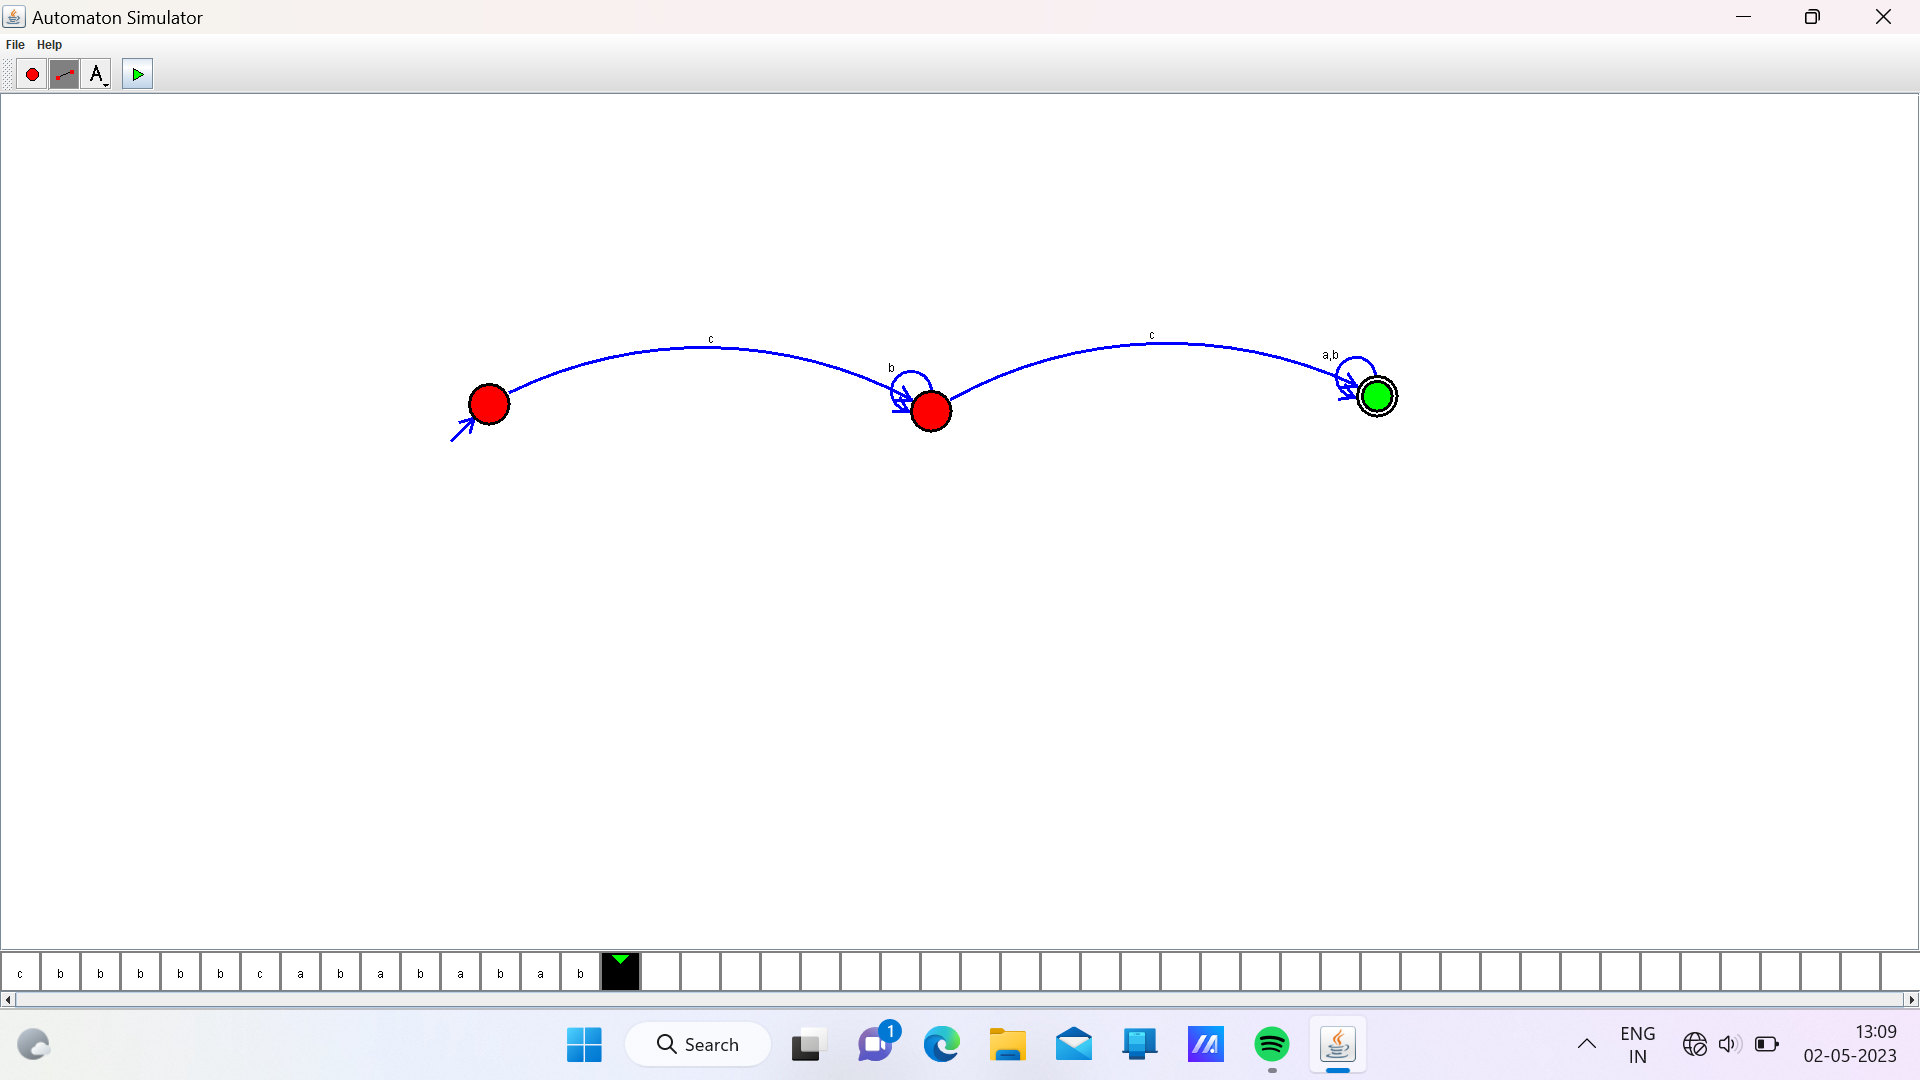 Automaton Simulator
File Help
A
c
c
b
a,b
c b b b b b c a b a b a b a b
1
Search
ENG
IN
13:09
02-05-2023